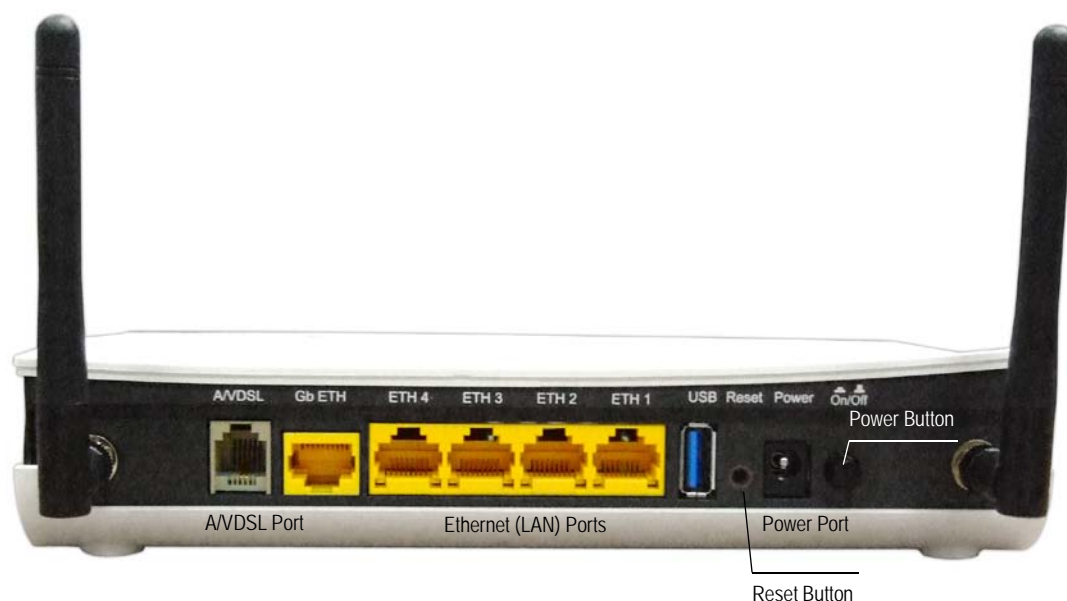 A/VDSL Gb ETH ETH 4 ETH 3 ETH 2 ETH 1 USB Reset Power On/Off
Power Button
A/VDSL Port Ethernet (LAN) Ports Power Port
Reset Button